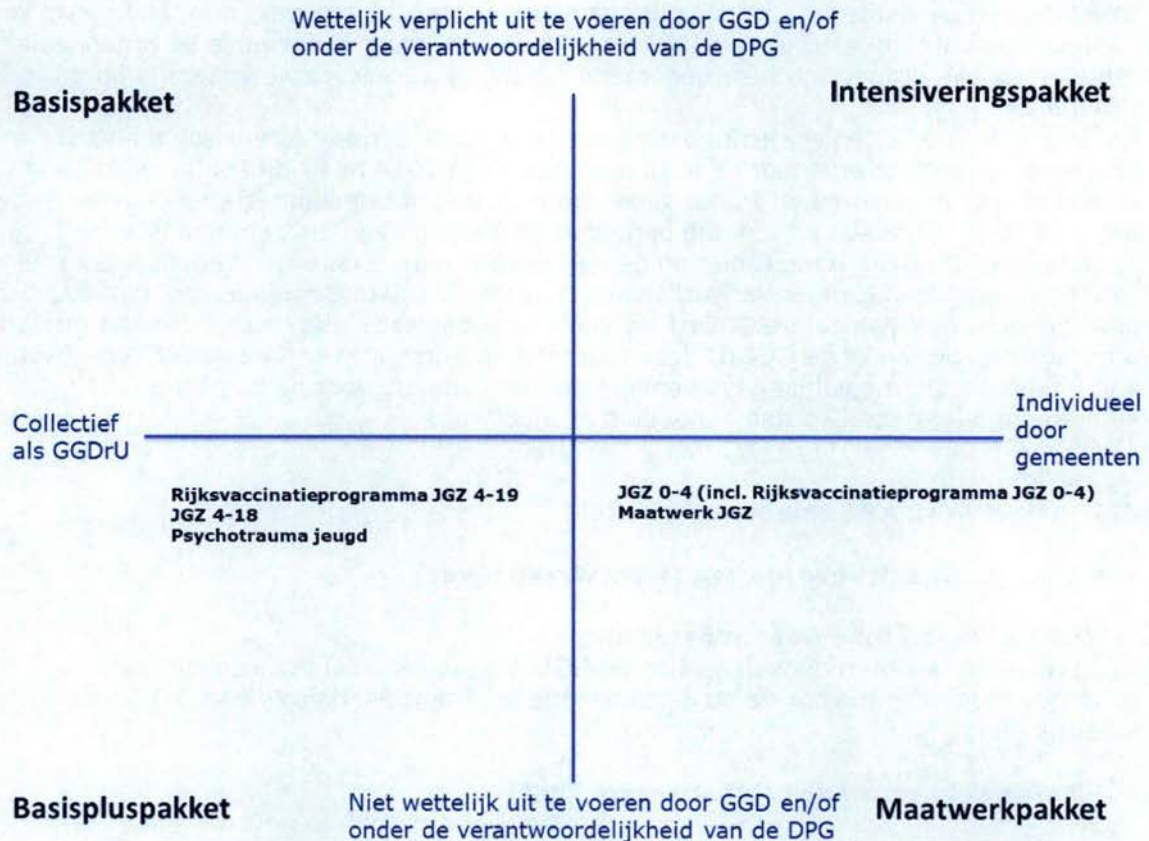 Wettelijk verplicht uit te voeren door GGD en/of
onder de verantwoordelijkheid van de DPG
Basispakket
Intensiveringspakket
Collectief
als GGDrU
Individueel
door
gemeenten
Rijksvaccinatieprogramma JGZ 4-19
JGZ 4-18
Psychotrauma jeugd
JGZ 0-4 (incl. Rijksvaccinatieprogramma JGZ 0-4)
Maatwerk JGZ
Basispluspakket
Niet wettelijk uit te voeren door GGD en/of
onder de verantwoordelijkheid van de DPG
Maatwerkpakket